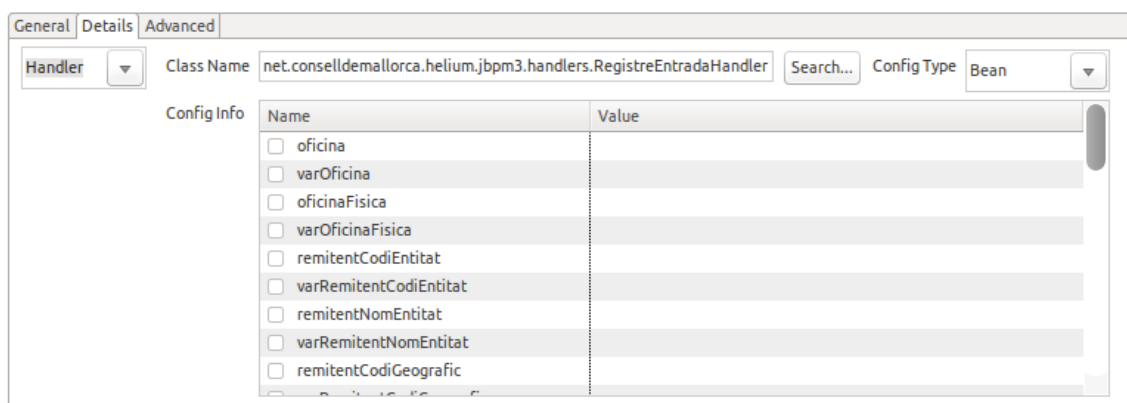 General Details Advanced
Handler Class Name net.conselldemallorca.helium.jbpm3.handlers.RegistreEntradaHandler Search... Config Type Bean
Config Info Name Value
oficina
varOficina
oficinaFisica
varOficinaFisica
remitentCodiEntitat
varRemitentCodiEntitat
remitentNomEntitat
varRemitentNomEntitat
remitentCodiGeografic